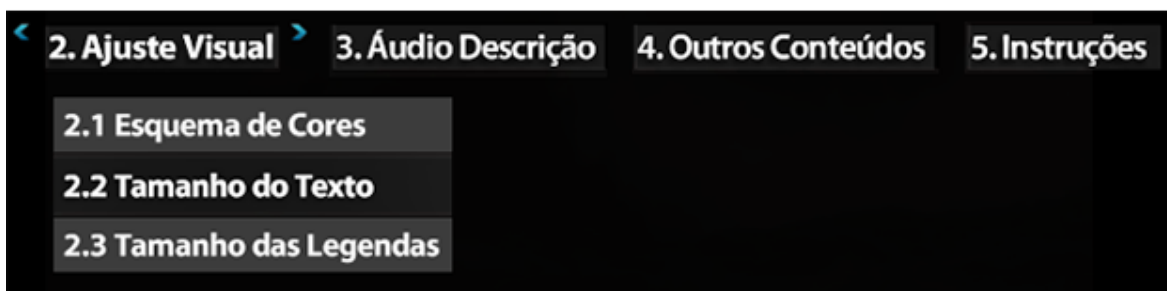 2. Ajuste Visual 3. Áudio Descrição 4. Outros Conteúdos 5. Instruções
2.1 Esquema de Cores
2.2 Tamanho do Texto
2.3 Tamanho das Legendas